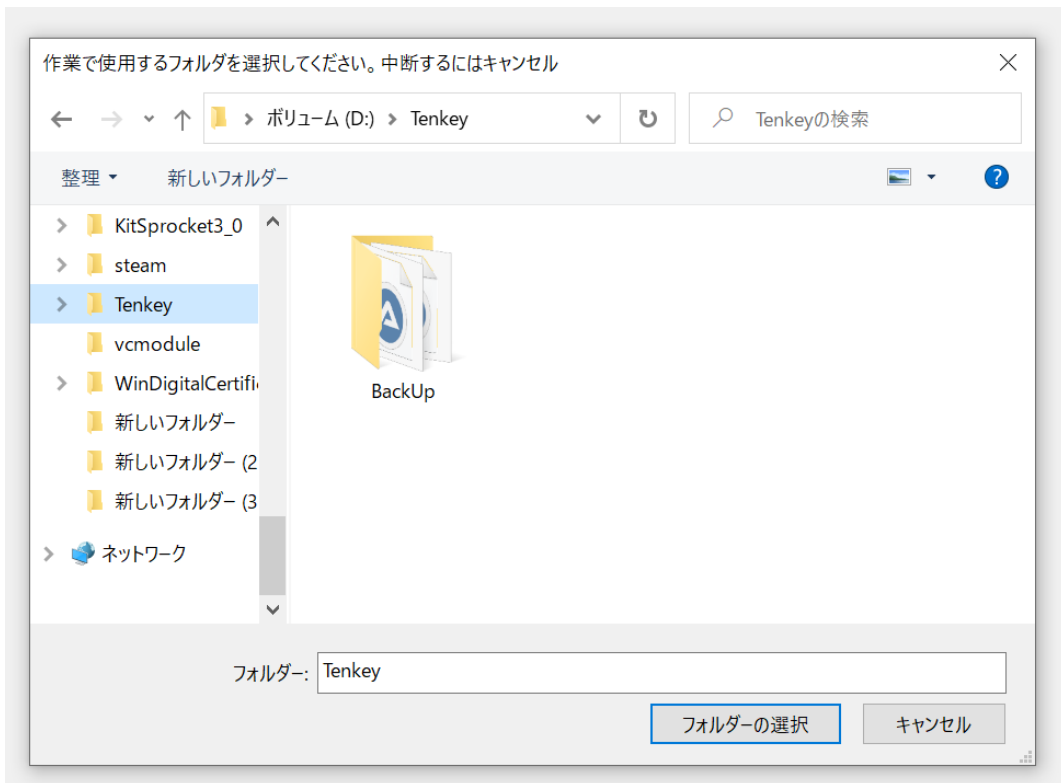 作業で使用するフォルダを選択してください。中断するにはキャンセル
ボリューム (D:) > Tenkey
Tenkeyの検索
整理 新しいフォルダー
KitSprocket3_0
steam
Tenkey
vcmodule
WinDigitalCertifi
新しいフォルダー
新しいフォルダー (2
新しいフォルダー (3
ネットワーク
BackUp
フォルダー: Tenkey
フォルダーの選択 キャンセル